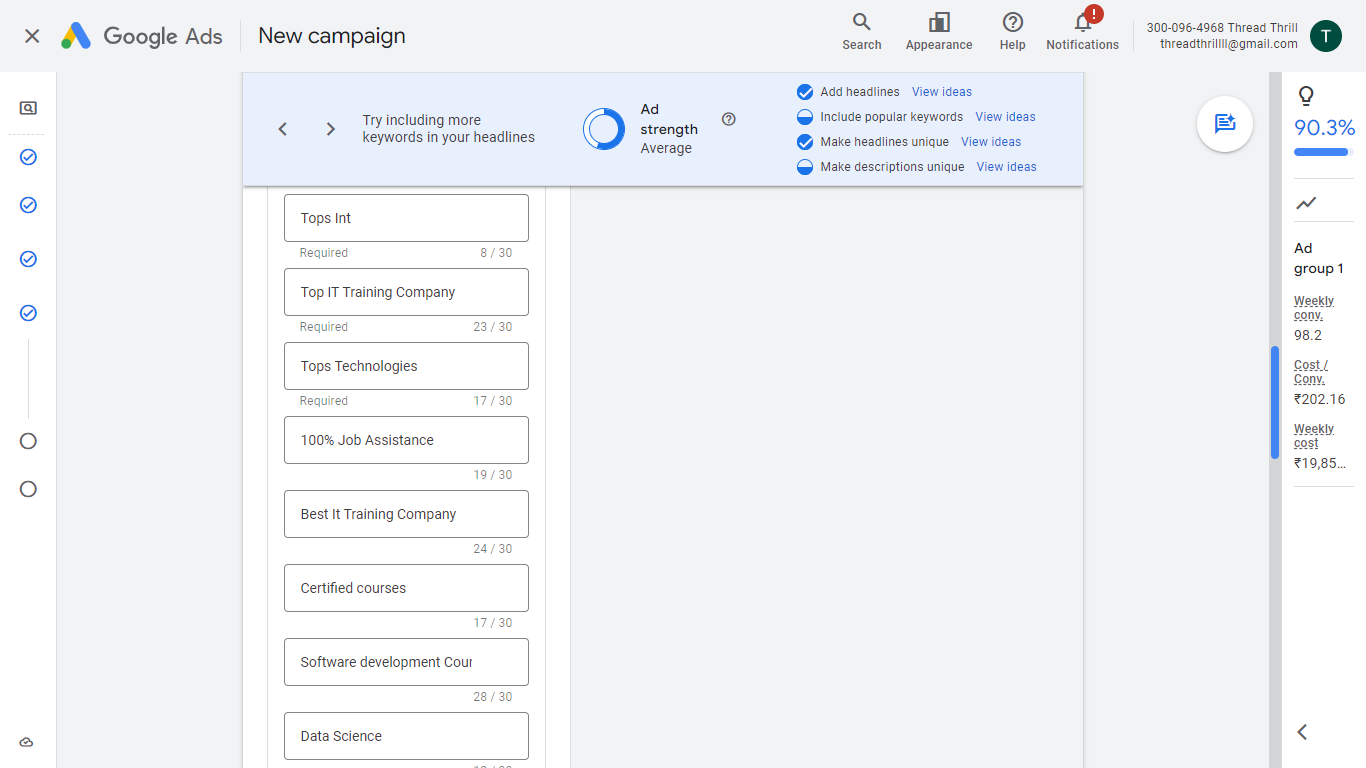 Google Ads
New campaign
Search
Appearance
Help
!
Notifications
300-096-4968 Thread Thrill
threadthrillll@gmail.com
T
Try including more
keywords in your headlines
Ad
strength
Average
Add headlines View ideas
Include popular keywords View ideas
Make headlines unique View ideas
Make descriptions unique View ideas
Tops Int
Required 8 / 30
Top IT Training Company
Required 23 / 30
Tops Technologies
Required 17 / 30
100% Job Assistance
19 / 30
Best It Training Company
24 / 30
Certified courses
17 / 30
Software development Cour
28 / 30
Data Science
90.3%
Ad
group 1
Weekly
conv.
98.2
Cost /
Conv.
₹202.16
Weekly
cost
₹19,85...